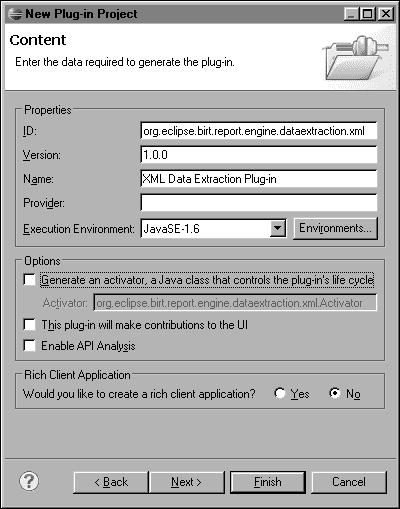 New Plug-in Project
Content
Enter the data required to generate the plug-in.
Properties
ID: org.eclipse.birt.report.engine.dataextraction.xml
Version: 1.0.0
Name: XML Data Extraction Plug-in
Provider:
Execution Environment: JavaSE-1.6 Environments...
Options
Generate an activator, a Java class that controls the plug-in's life cycle
Activator: org.eclipse.birt.report.engine.dataextraction.xml.Activator
This plug-in will make contributions to the UI
Enable API Analysis
Rich Client Application
Would you like to create a rich client application? Yes No
? < Back Next > Finish Cancel